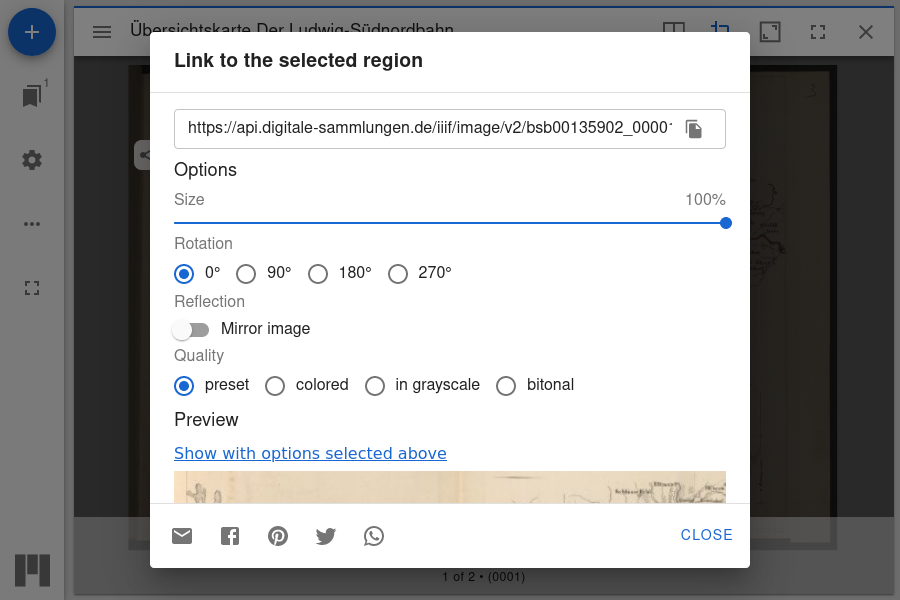 Übersichtskarte Der Ludwig-Südnordbahn
1
Link to the selected region
https://api.digitale-sammlungen.de/iiif/image/v2/bsb00135902_00001
Options
Size 100%
Rotation
0° 90° 180° 270°
Reflection
Mirror image
Quality
preset colored in grayscale bitonal
Preview
Show with options selected above
CLOSE
1 of 2 • (0001)